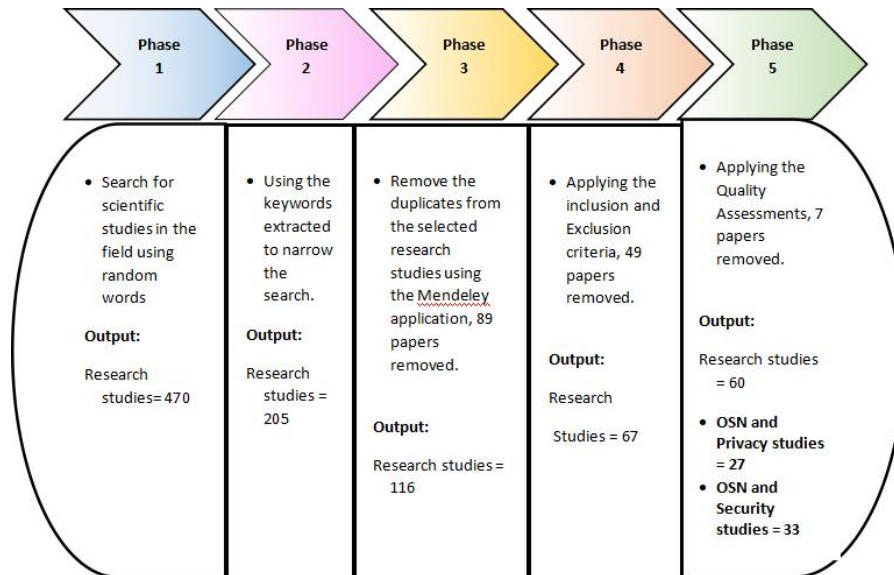 Phase
1
Phase
2
Phase
3
Phase
4
Phase
5
• Search for
scientific
studies in the
field using
random
words
Output:
Research
studies= 470
• Using the
keywords
extracted
to narrow
the
search.
Output:
Research
studies =
205
• Remove the
duplicates from
the selected
research
studies using
the Mendeley
application, 89
papers
removed.
Output:
Research studies =
116
• Applying the
inclusion and
Exclusion
criteria, 49
papers
removed.
Output:
Research
Studies = 67
• Applying the
Quality
Assessments, 7
papers
removed.
Output:
Research studies
= 60
• OSN and
Privacy studies
= 27
• OSN and
Security
studies = 33